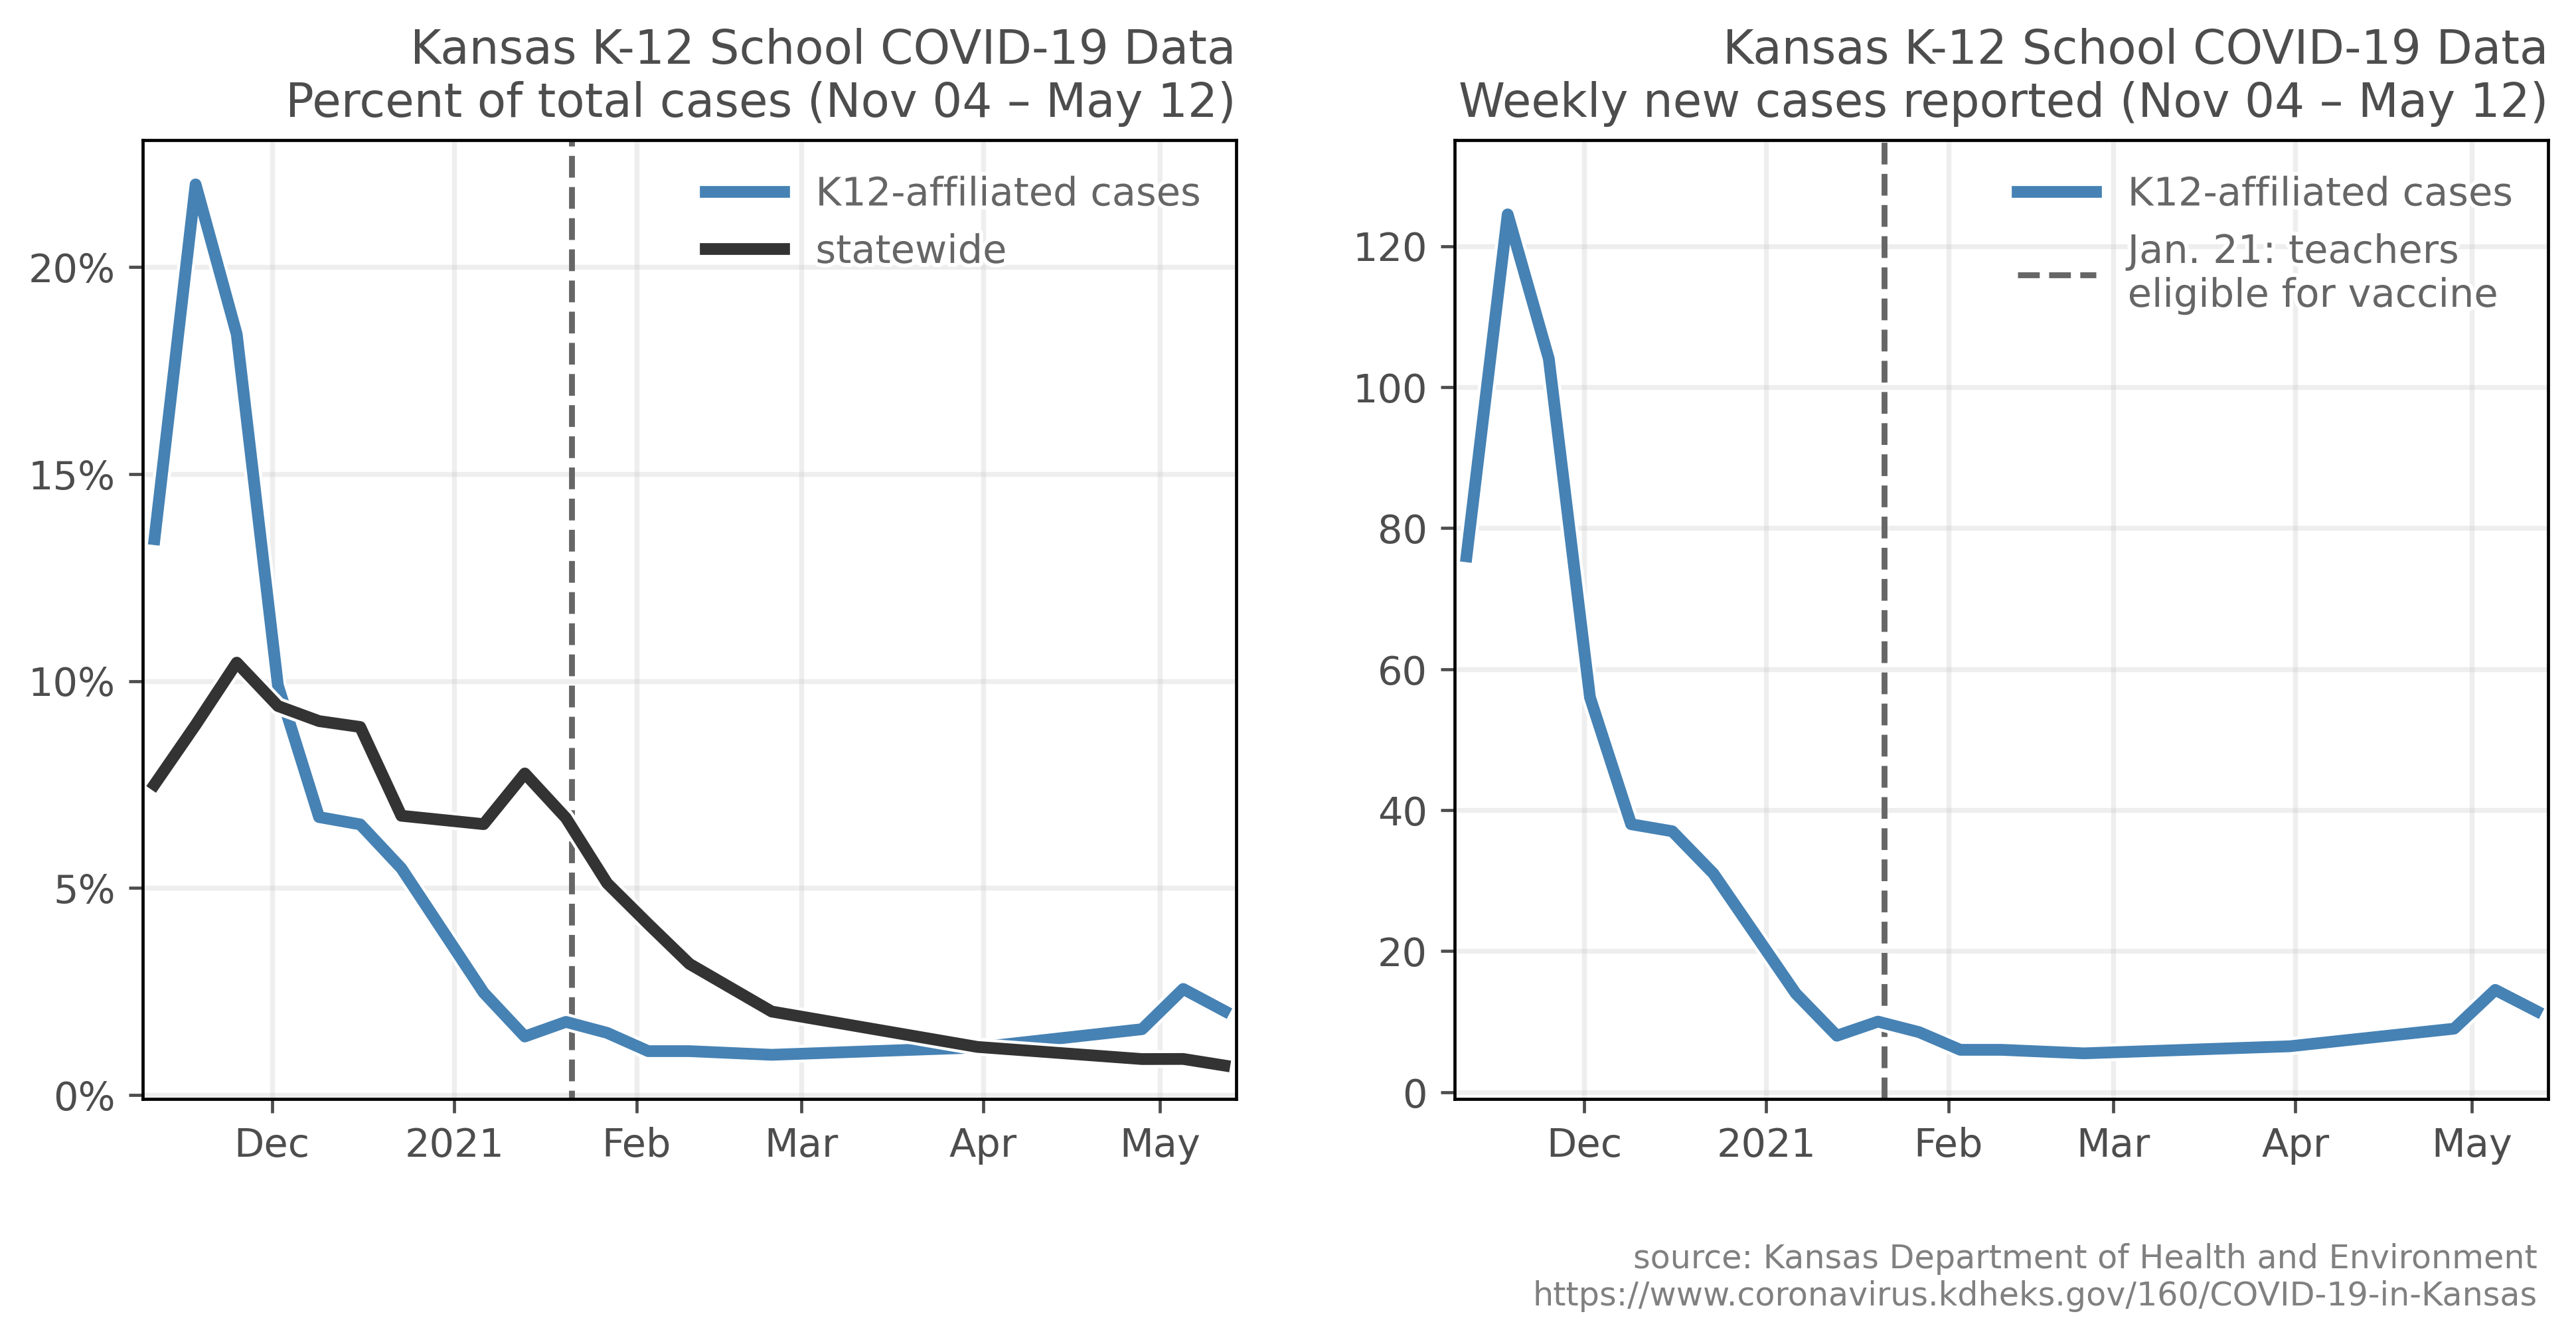 Kansas K-12 School COVID-19 Data
Percent of total cases (Nov 04 – May 12)
K12-affiliated cases
statewide
20%
15%
10%
5%
0%
Dec
2021
Feb
Mar
Apr
May
Kansas K-12 School COVID-19 Data
Weekly new cases reported (Nov 04 – May 12)
K12-affiliated cases
Jan. 21: teachers
eligible for vaccine
120
100
80
60
40
20
0
Dec
2021
Feb
Mar
Apr
May
source: Kansas Department of Health and Environment
https://www.coronavirus.kdheks.gov/160/COVID-19-in-Kansas